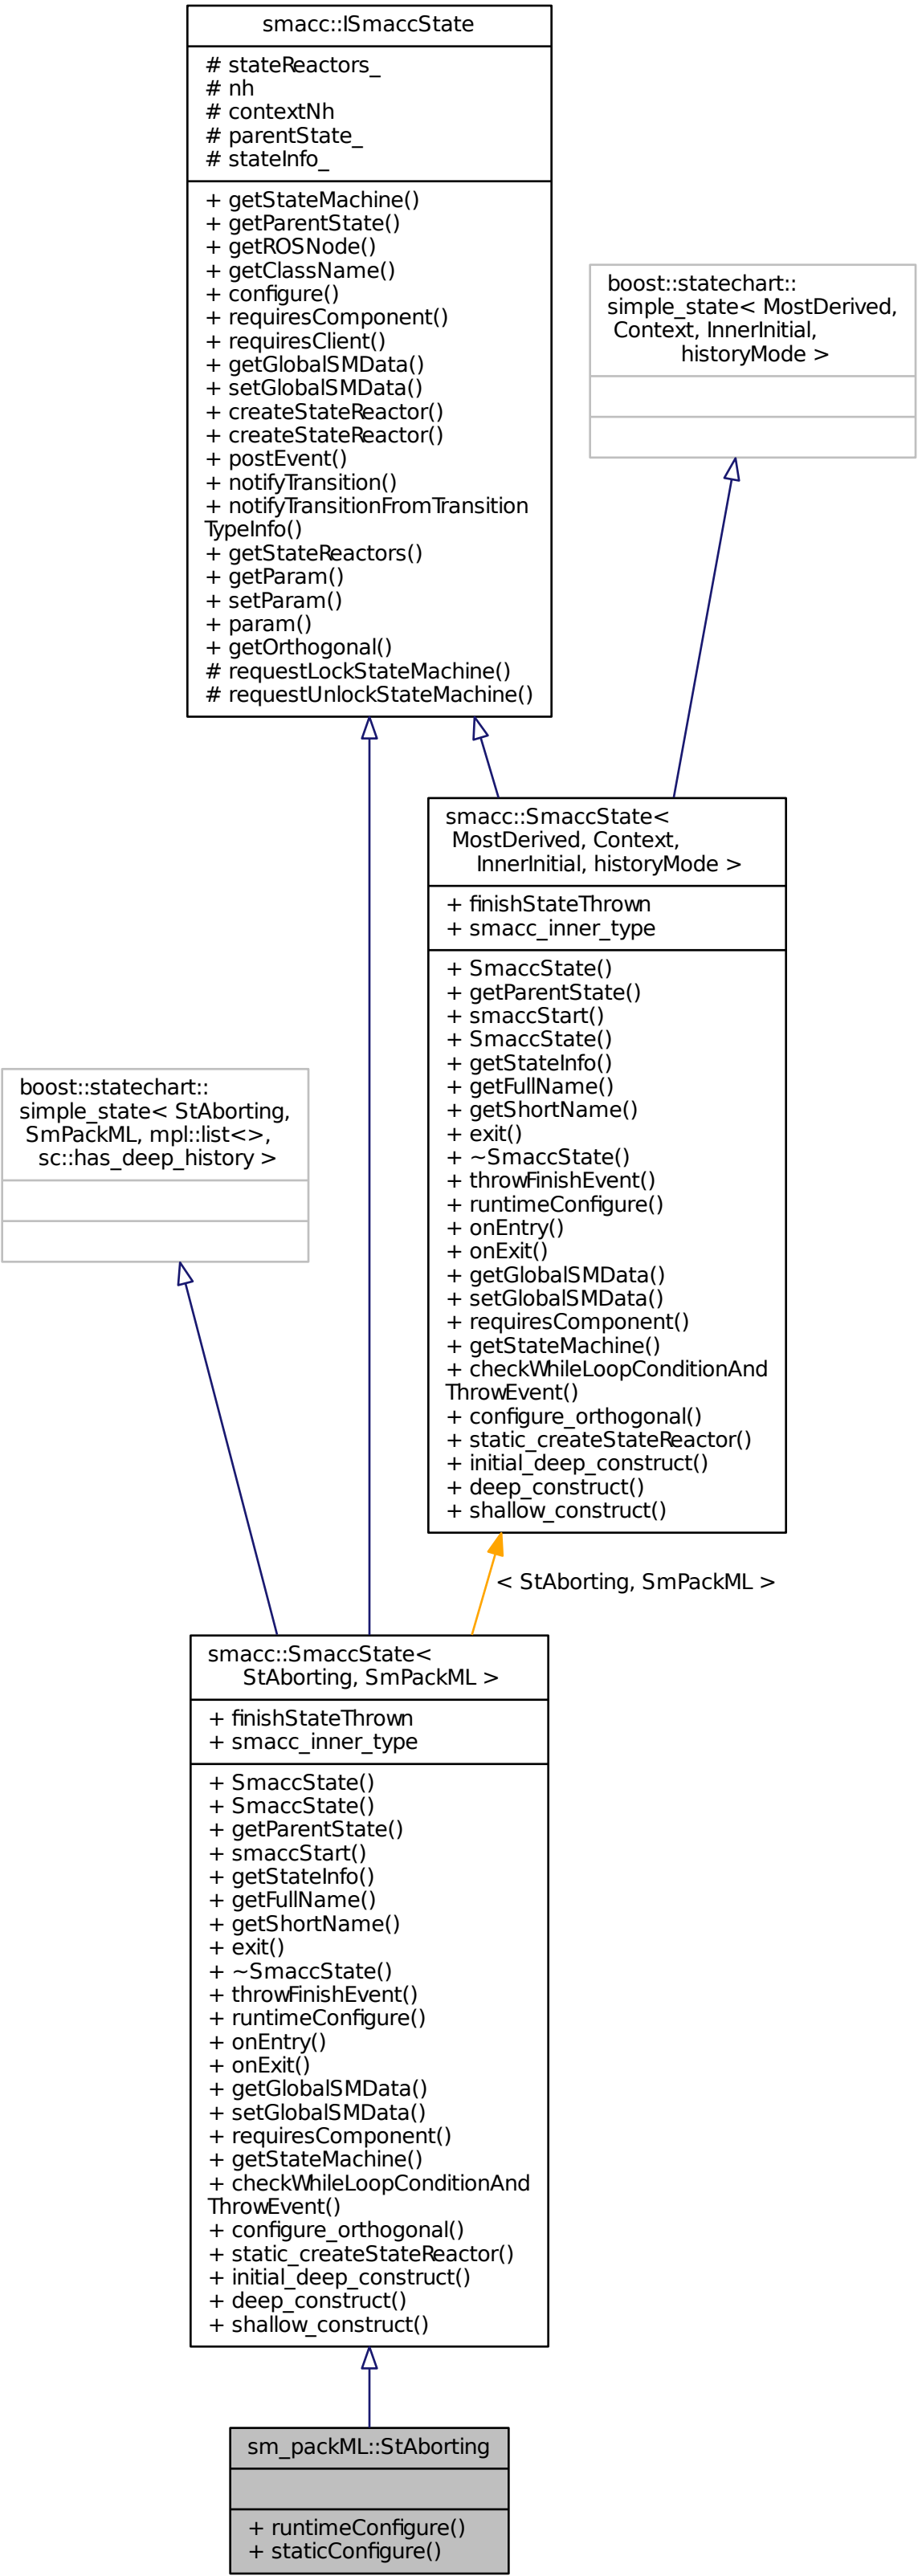 smacc::ISmaccState
# stateReactors_
# nh
# contextNh
# parentState_
# stateInfo_
+ getStateMachine()
+ getParentState()
+ getROSNode()
+ getClassName()
+ configure()
+ requiresComponent()
+ requiresClient()
+ getGlobalSMData()
+ setGlobalSMData()
+ createStateReactor()
+ createStateReactor()
+ postEvent()
+ notifyTransition()
+ notifyTransitionFromTransition
TypeInfo()
+ getStateReactors()
+ getParam()
+ setParam()
+ param()
+ getOrthogonal()
# requestLockStateMachine()
# requestUnlockStateMachine()
boost::statechart::
simple_state< MostDerived,
Context, InnerInitial,
historyMode >
smacc::SmaccState<
MostDerived, Context,
InnerInitial, historyMode >
+ finishStateThrown
+ smacc_inner_type
+ SmaccState()
+ getParentState()
+ smaccStart()
+ SmaccState()
+ getStateInfo()
+ getFullName()
+ getShortName()
+ exit()
+ ~SmaccState()
+ throwFinishEvent()
+ runtimeConfigure()
+ onEntry()
+ onExit()
+ getGlobalSMData()
+ setGlobalSMData()
+ requiresComponent()
+ getStateMachine()
+ checkWhileLoopConditionAnd
ThrowEvent()
+ configure_orthogonal()
+ static_createStateReactor()
+ initial_deep_construct()
+ deep_construct()
+ shallow_construct()
boost::statechart::
simple_state< StAborting,
SmPackML, mpl::list<>,
sc::has_deep_history >
< StAborting, SmPackML >
smacc::SmaccState<
StAborting, SmPackML >
+ finishStateThrown
+ smacc_inner_type
+ SmaccState()
+ SmaccState()
+ getParentState()
+ smaccStart()
+ getStateInfo()
+ getFullName()
+ getShortName()
+ exit()
+ ~SmaccState()
+ throwFinishEvent()
+ runtimeConfigure()
+ onEntry()
+ onExit()
+ getGlobalSMData()
+ setGlobalSMData()
+ requiresComponent()
+ getStateMachine()
+ checkWhileLoopConditionAnd
ThrowEvent()
+ configure_orthogonal()
+ static_createStateReactor()
+ initial_deep_construct()
+ deep_construct()
+ shallow_construct()
sm_packML::StAborting
+ runtimeConfigure()
+ staticConfigure()